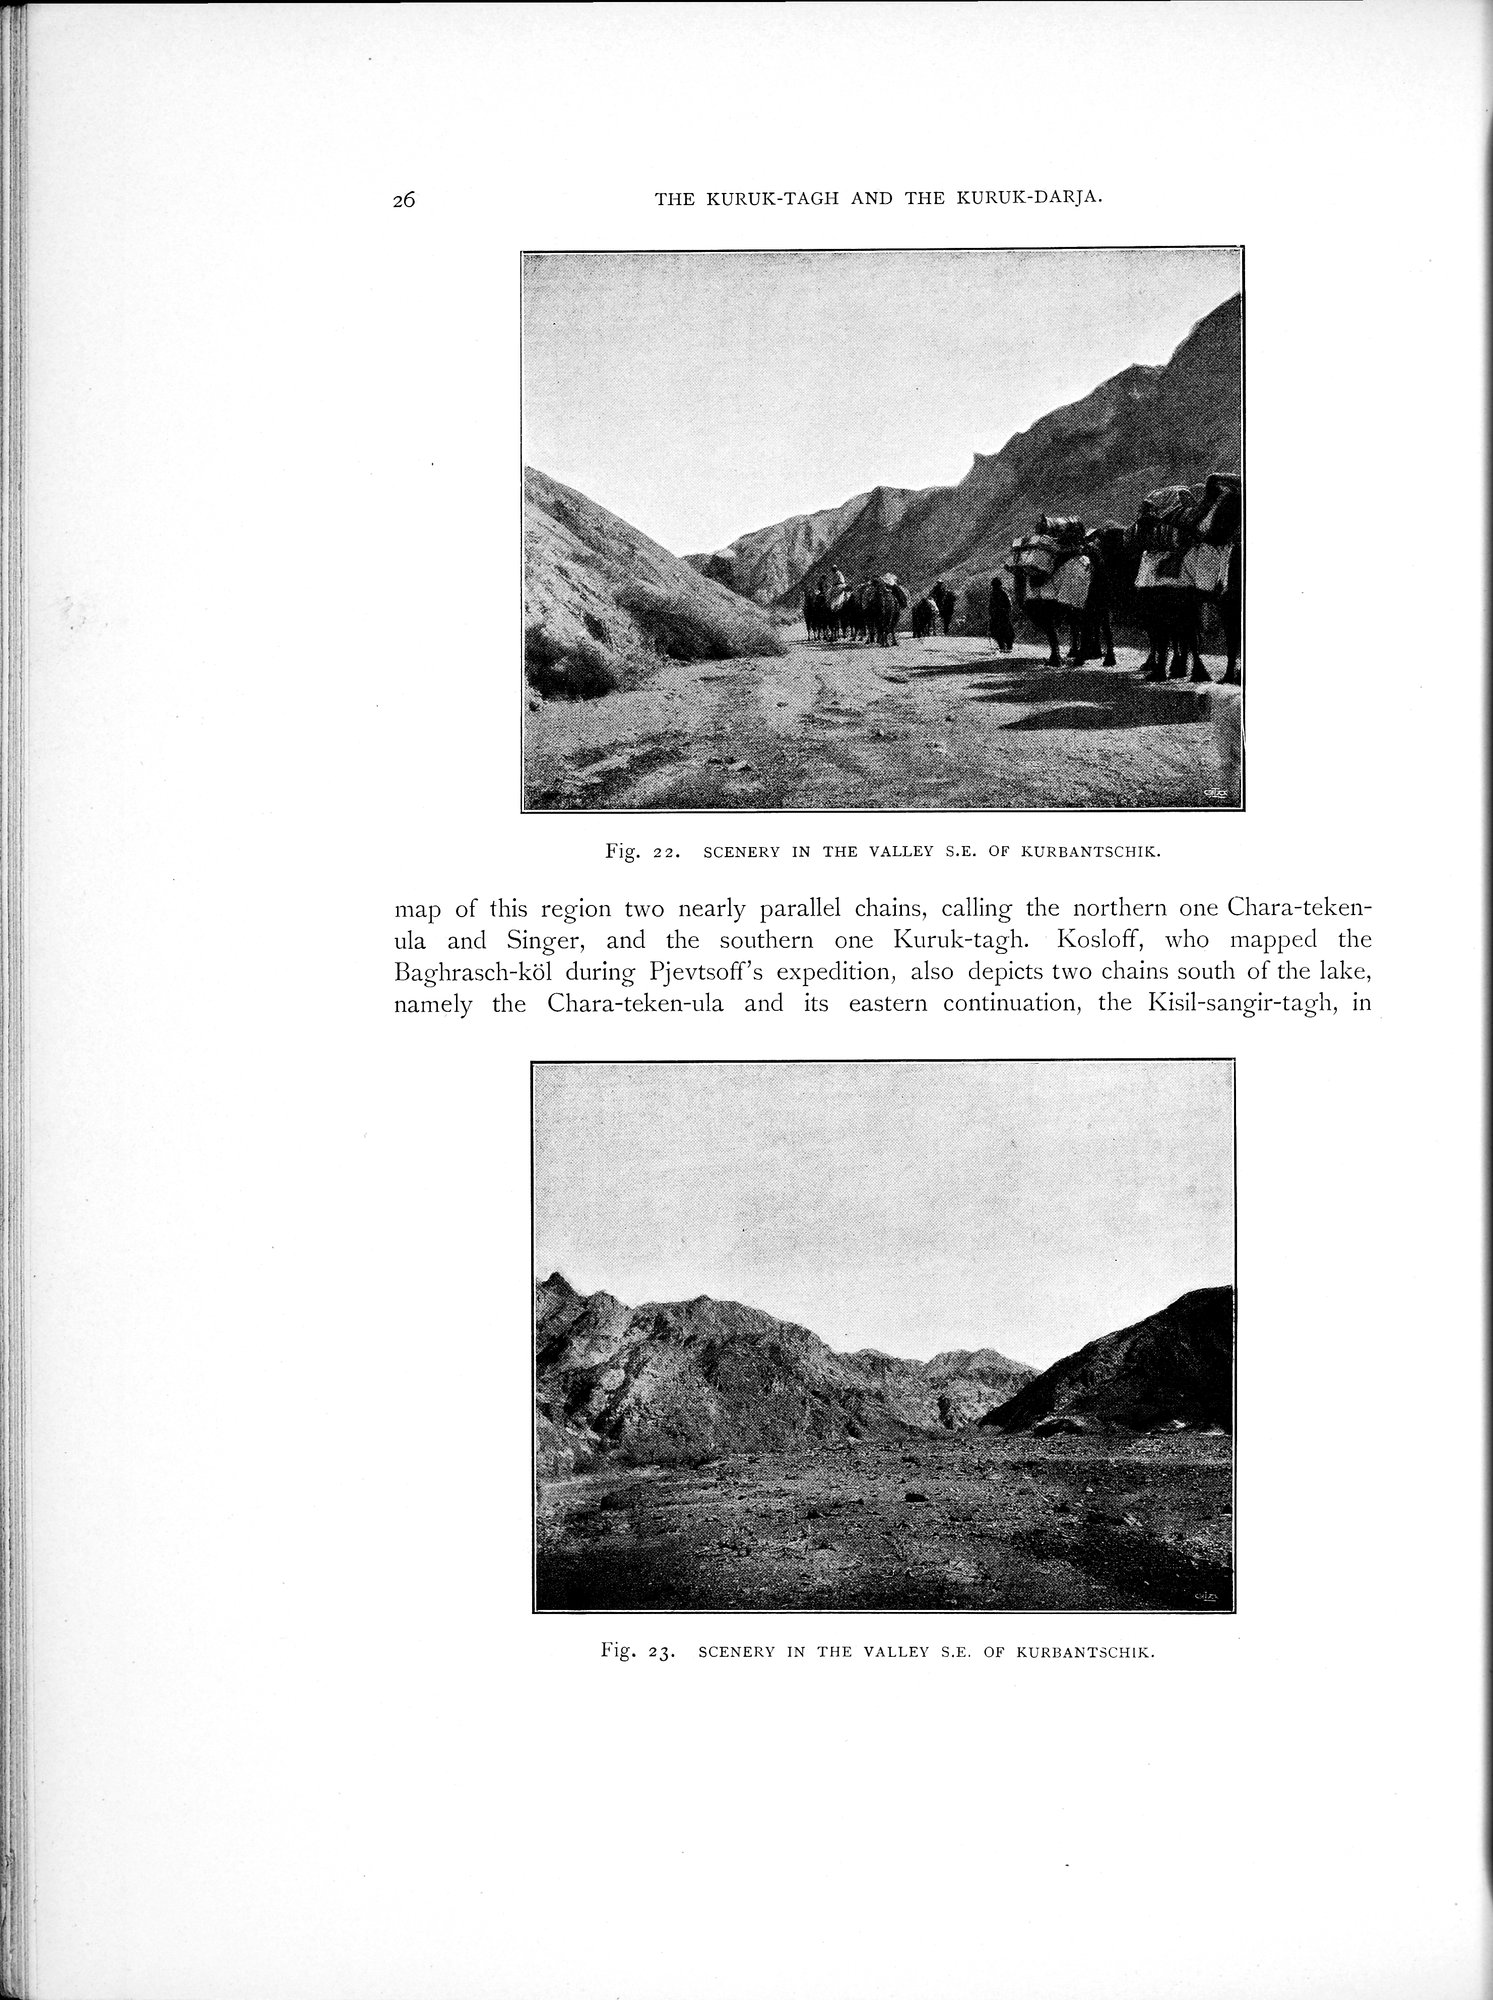 26
THE KURUK-TAGH AND THE KURUK-DARJA.
Fig. 22. SCENERY IN THE VALLEY S.E. OF KURBANTSCHIK.
map of this region two nearly parallel chains, calling the northern one Chara-teken-
ula and Singer, and the southern one Kuruk-tagh. Kosloff, who mapped the
Baghrasch-köl during Pjevtsoff's expedition, also depicts two chains south of the lake,
namely the Chara-teken-ula and its eastern continuation, the Kisil-sangir-tagh, in
Fig. 23. SCENERY IN THE VALLEY S.E. OF KURBANTSCHIK.